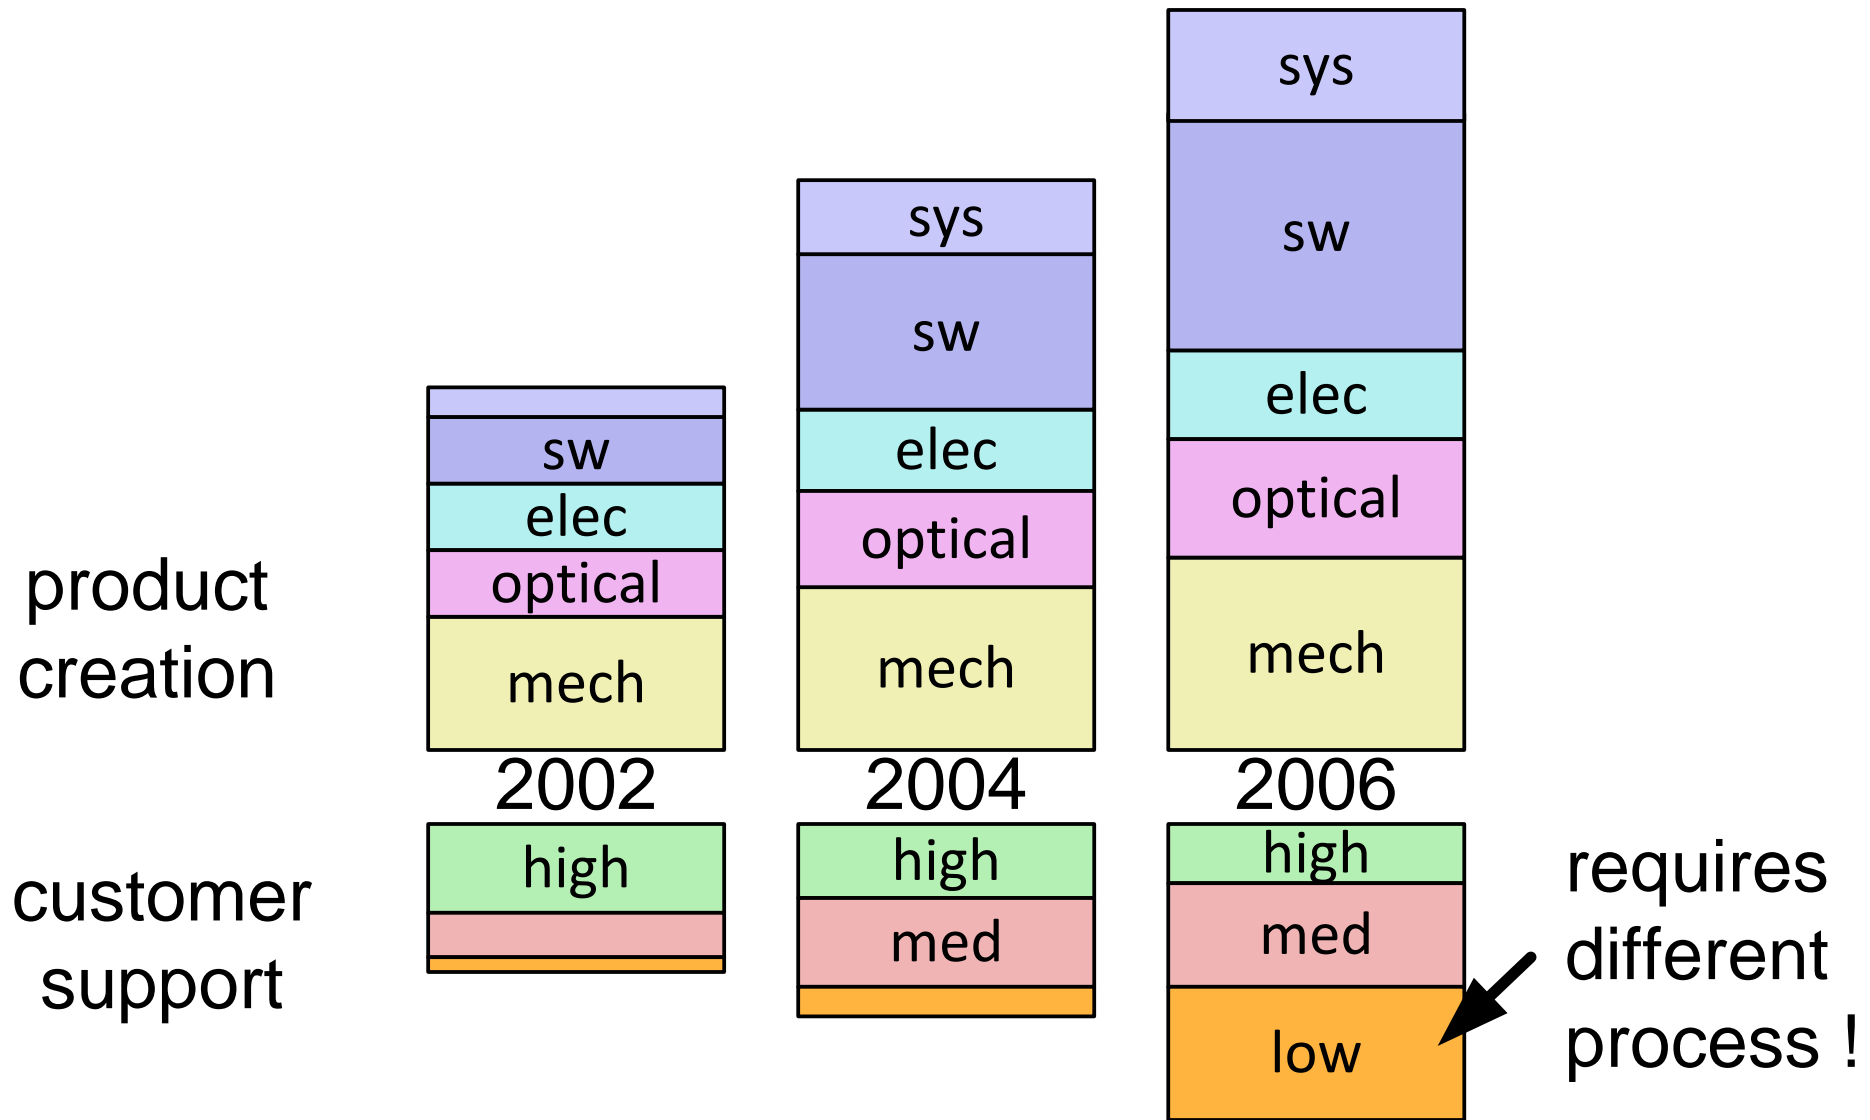 sys
sw
elec
optical
mech
sys
sw
elec
optical
mech
sw
elec
optical
mech
product
creation
2002
2004
2006
customer
support
high
high
med
high
med
low
requires
different
process !